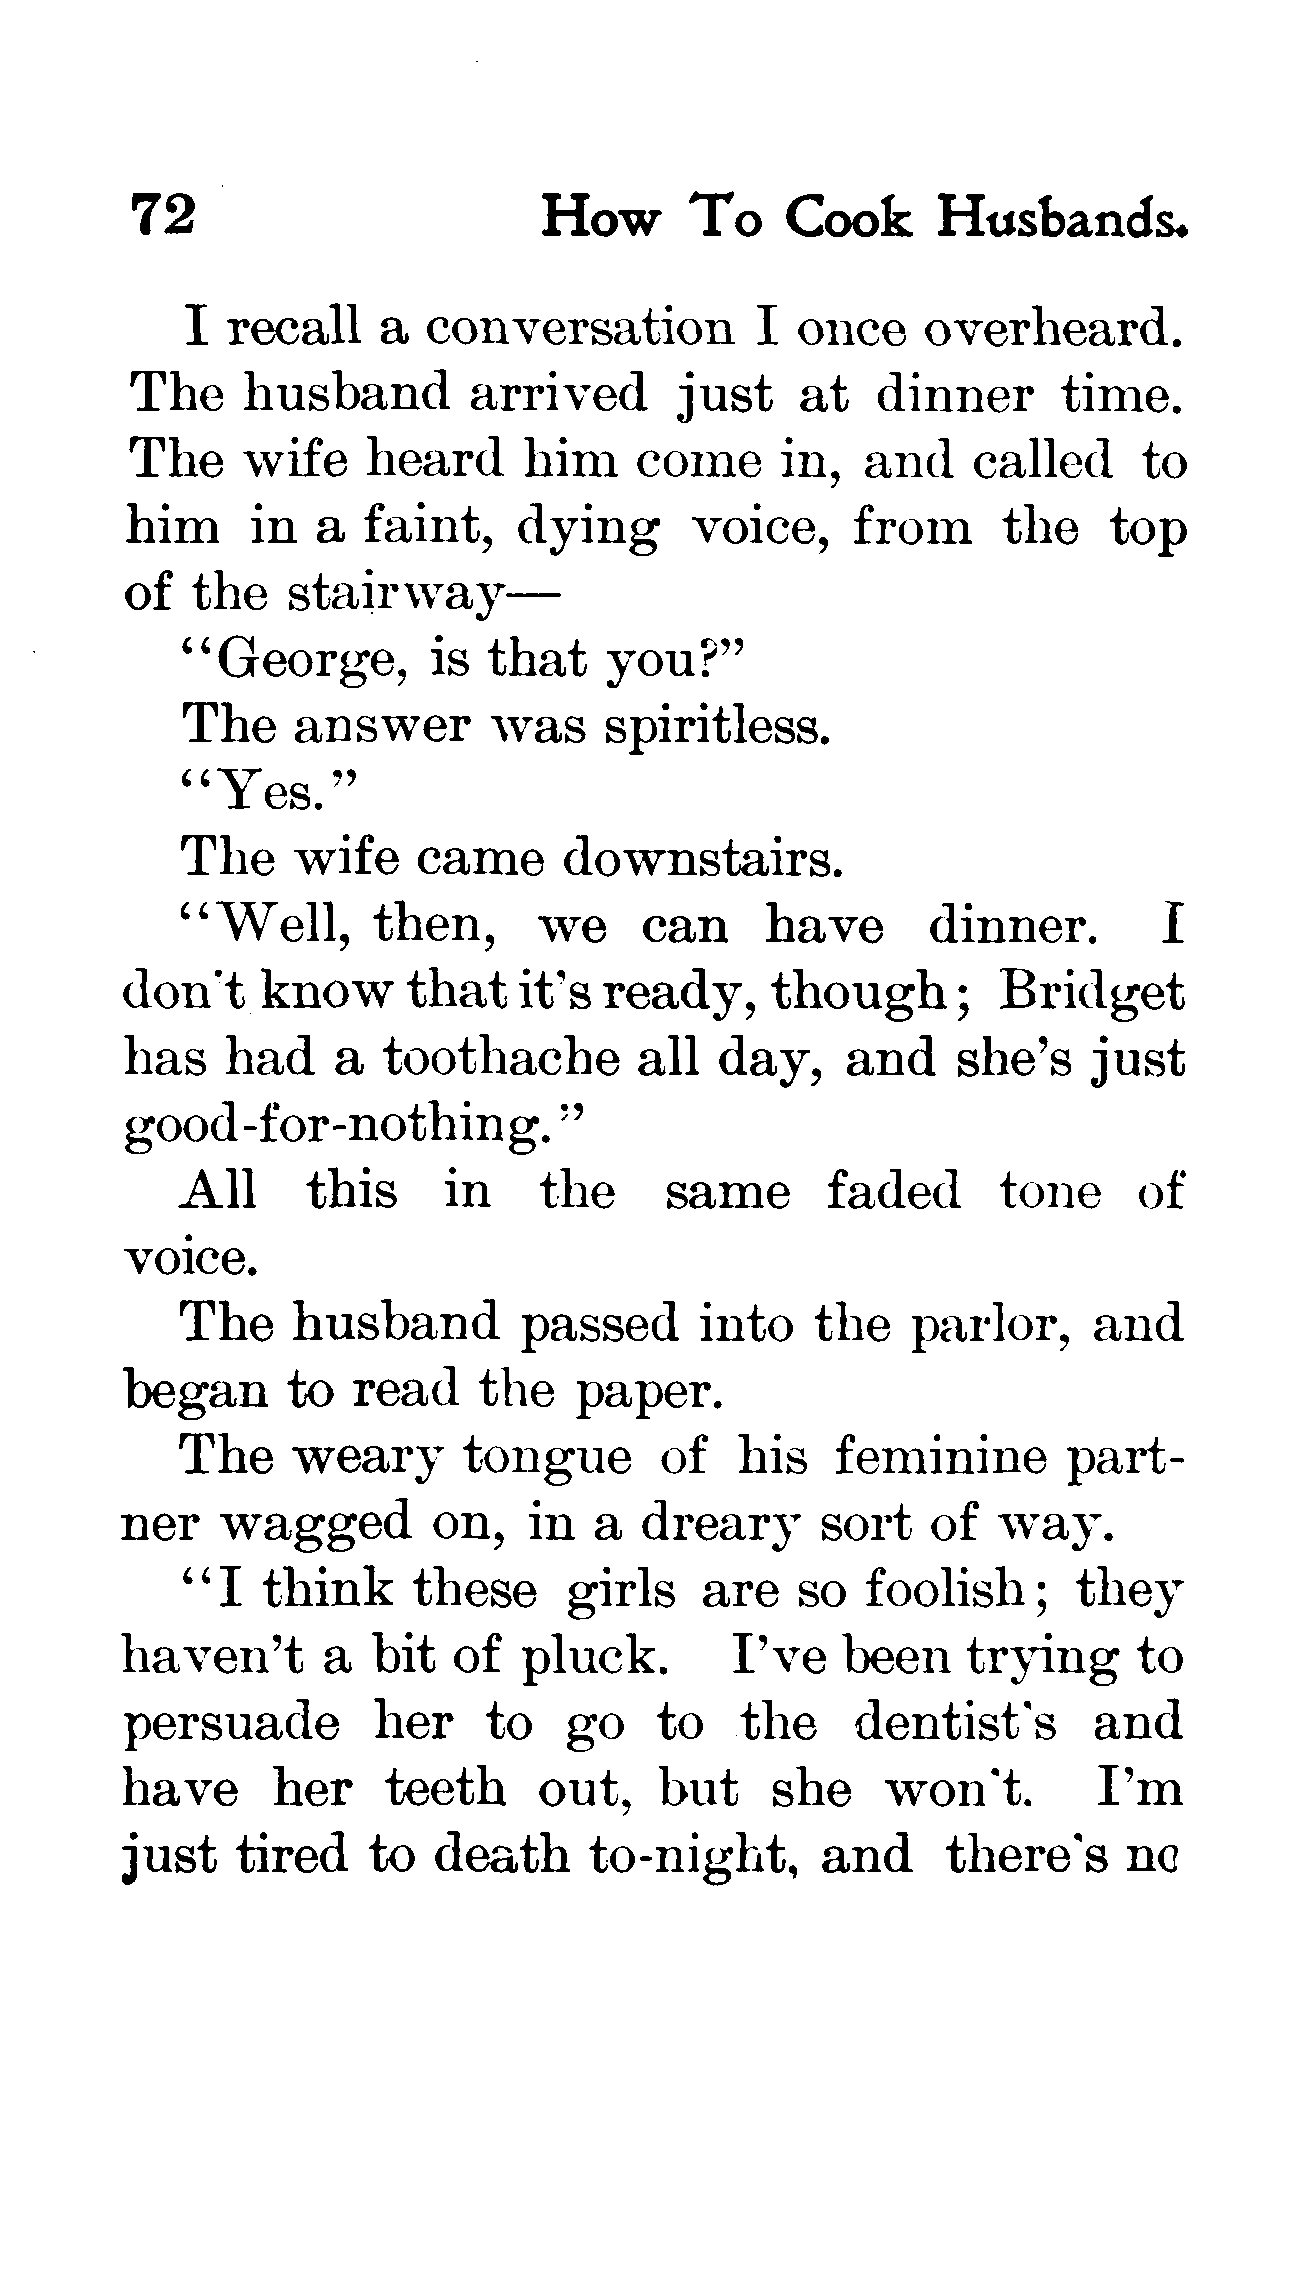 72 How To Cook Husbands.
I recall a conversation I once overheard.
The husband arrived just at dinner time.
The wife heard him come in, and called to
him in a faint, dying voice, from the top
of the stairway—
"George, is that you?"
The answer was spiritless.
"Yes."
The wife came downstairs.
"Well, then, we can have dinner. I
don't know that it's ready, though; Bridget
has had a toothache all day, and she's just
good-for-nothing."
All this in the same faded tone of
voice.
The husband passed into the parlor, and
began to read the paper.
The weary tongue of his feminine part-
ner wagged on, in a dreary sort of way.
"I think these girls are so foolish; they
haven't a bit of pluck. I've been trying to
persuade her to go to the dentist's and
have her teeth out, but she won't. I'm
just tired to death to-night, and there's no